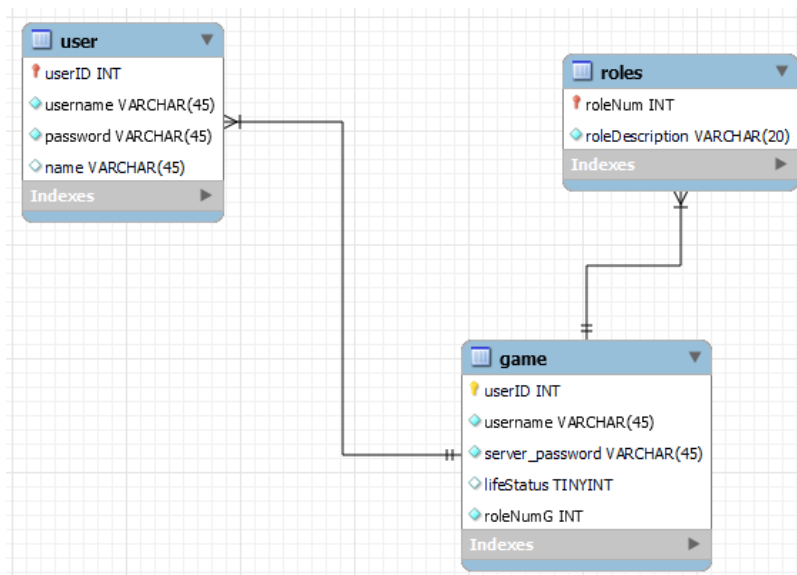 user
userID INT
username VARCHAR(45)
password VARCHAR(45)
name VARCHAR(45)
Indexes
roles
roleNum INT
roleDescription VARCHAR(20)
Indexes
game
userID INT
username VARCHAR(45)
server_password VARCHAR(45)
lifeStatus TINYINT
roleNumG INT
Indexes